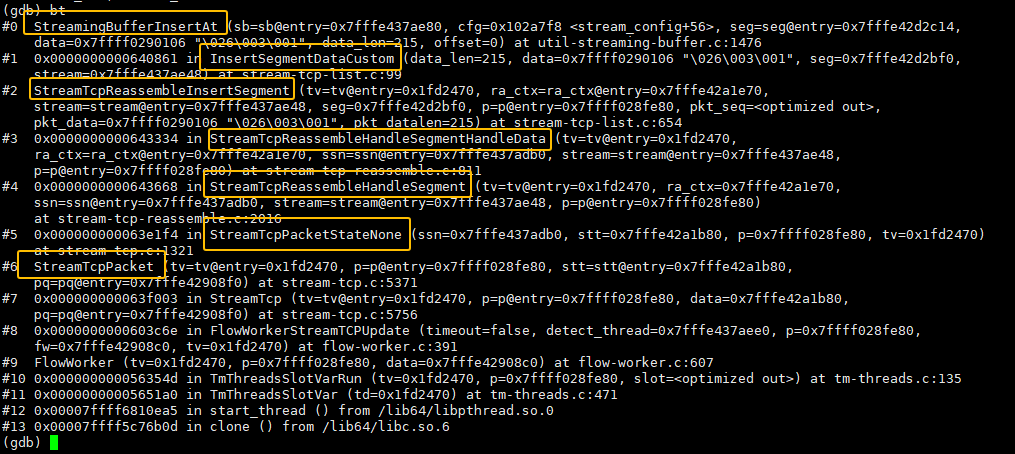 (gdb) bt
#0 StreamingBufferInsertAt (sb=sb@entry=0x7fffe437ae80, cfg=0x102a7f8 <stream_config+56>, seg=seg@entry=0x7fffe42d2c14,
data=0x7ffff0290106 "\026\003\001", data_len=215, offset=0) at util-streaming-buffer.c:1476
#1 0x0000000000640861 in InsertSegmentDataCustom (data_len=215, data=0x7ffff0290106 "\026\003\001", seg=0x7fffe42d2bf0,
stream=0x7fffe437ae48) at stream-tcp-list.c:99
#2 StreamTcpReassembleInsertSegment (tv=tv@entry=0x1fd2470, ra_ctx=ra_ctx@entry=0x7fffe42a1e70,
stream=stream@entry=0x7fffe437ae48, seg=0x7fffe42d2bf0, p=p@entry=0x7ffff028fe80, pkt_seq=<optimized out>,
pkt_data=0x7ffff0290106 "\026\003\001", pkt_datalen=215) at stream-tcp-list.c:654
#3 0x0000000000643334 in StreamTcpReassembleHandleSegmentHandleData (tv=tv@entry=0x1fd2470,
ra_ctx=ra_ctx@entry=0x7fffe42a1e70, ssn=ssn@entry=0x7fffe437adb0, stream=stream@entry=0x7fffe437ae48,
p=p@entry=0x7ffff028fe80) at stream-tcp-reassemble.c:811
#4 0x0000000000643668 in StreamTcpReassembleHandleSegment (tv=tv@entry=0x1fd2470, ra_ctx=0x7fffe42a1e70,
ssn=ssn@entry=0x7fffe437adb0, stream=stream@entry=0x7fffe437ae48, p=p@entry=0x7ffff028fe80)
at stream-tcp-reassemble.c:2016
#5 0x000000000063e1f4 in StreamTcpPacketStateNone (ssn=0x7fffe437adb0, stt=0x7fffe42a1b80, p=0x7ffff028fe80, tv=0x1fd2470)
at stream-tcp.c:1321
#6 StreamTcpPacket (tv=tv@entry=0x1fd2470, p=p@entry=0x7ffff028fe80, stt=stt@entry=0x7fffe42a1b80,
pq=pq@entry=0x7fffe42908f0) at stream-tcp.c:5371
#7 0x000000000063f003 in StreamTcp (tv=tv@entry=0x1fd2470, p=p@entry=0x7ffff028fe80, data=0x7fffe42a1b80,
pq=pq@entry=0x7fffe42908f0) at stream-tcp.c:5756
#8 0x0000000000603c6e in FlowWorkerStreamTCPUpdate (timeout=false, detect_thread=0x7fffe437aee0, p=0x7ffff028fe80,
fw=0x7fffe42908c0, tv=0x1fd2470) at flow-worker.c:391
#9 FlowWorker (tv=0x1fd2470, p=0x7ffff028fe80, data=0x7fffe42908c0) at flow-worker.c:607
#10 0x000000000056354d in TmThreadsSlotVarRun (tv=0x1fd2470, p=0x7ffff028fe80, slot=<optimized out>) at tm-threads.c:135
#11 0x00000000005651a0 in TmThreadsSlotVar (td=0x1fd2470) at tm-threads.c:471
#12 0x00007ffff6810ea5 in start_thread () from /lib64/libpthread.so.0
#13 0x00007ffff5c76b0d in clone () from /lib64/libc.so.6
(gdb)